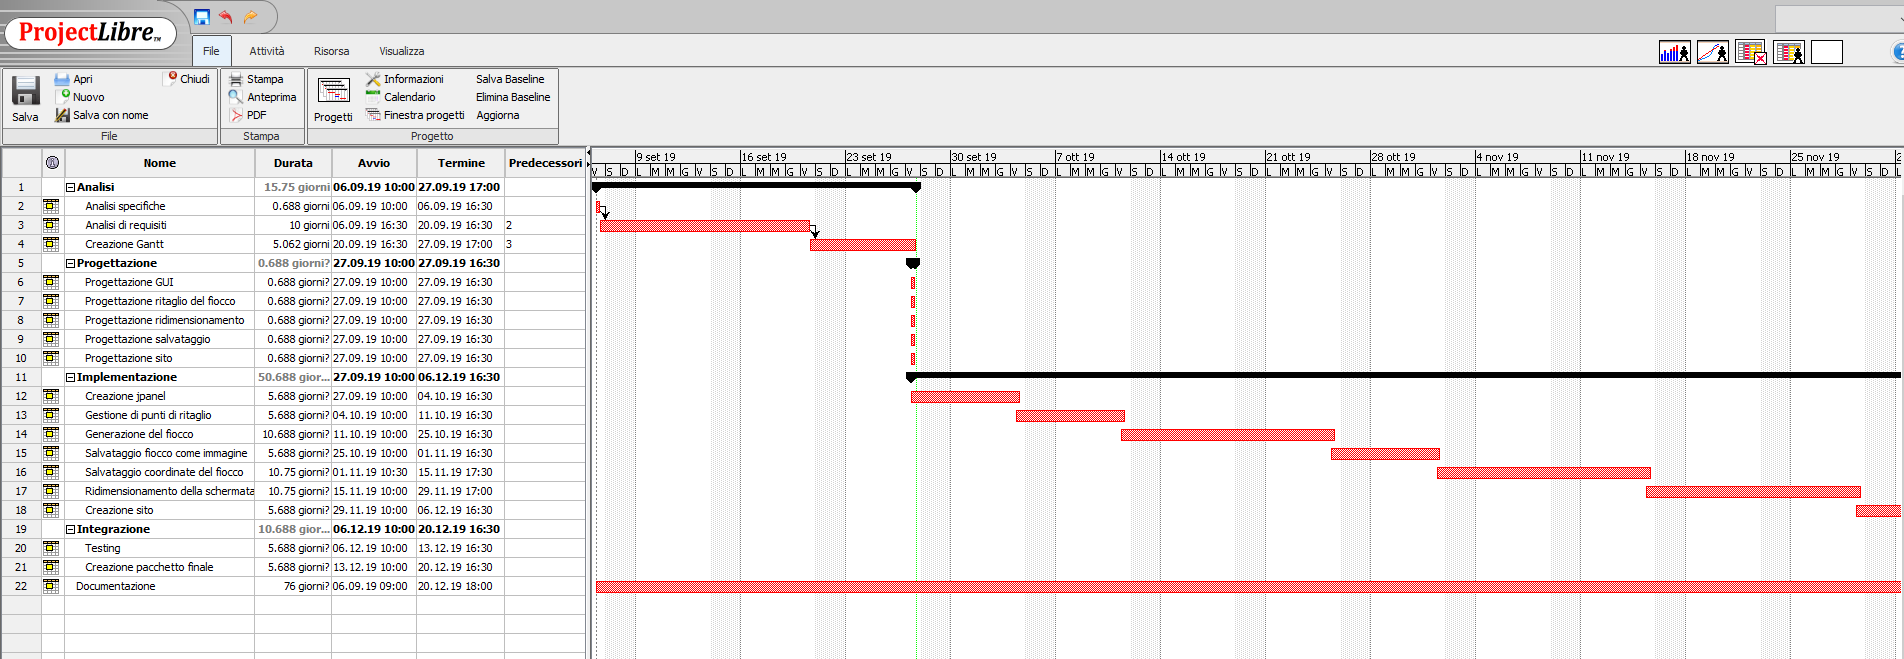 ProjectLibre™
File Attività Risorsa Visualizza
Salva
Apri
Nuovo
Salva con nome
Chiudi
File
Stampa
Anteprima
PDF
Stampa
Progetti
Informazioni
Calendario
Finestra progetti
Salva Baseline
Elimina Baseline
Aggiorna
Progetto
Nome Durata Avvio Termine Predecessori
1 Analisi 15.75 giorni 06.09.19 10:00 27.09.19 17:00
2 Analisi specifiche 0.688 giorni 06.09.19 10:00 06.09.19 16:30
3 Analisi di requisiti 10 giorni 06.09.19 16:30 20.09.19 16:30 2
4 Creazione Gantt 5.062 giorni 20.09.19 16:30 27.09.19 17:00 3
5 Progettazione 0.688 giorni? 27.09.19 10:00 27.09.19 16:30
6 Progettazione GUI 0.688 giorni? 27.09.19 10:00 27.09.19 16:30
7 Progettazione ritaglio del fiocco 0.688 giorni? 27.09.19 10:00 27.09.19 16:30
8 Progettazione ridimensionamento 0.688 giorni? 27.09.19 10:00 27.09.19 16:30
9 Progettazione salvataggio 0.688 giorni? 27.09.19 10:00 27.09.19 16:30
10 Progettazione sito 0.688 giorni? 27.09.19 10:00 27.09.19 16:30
11 Implementazione 50.688 gior... 27.09.19 10:00 06.12.19 16:30
12 Creazione jpanel 5.688 giorni? 27.09.19 10:00 04.10.19 16:30
13 Gestione di punti di ritaglio 5.688 giorni? 04.10.19 10:00 11.10.19 16:30
14 Generazione del fiocco 10.688 giorni? 11.10.19 10:00 25.10.19 16:30
15 Salvataggio fiocco come immagine 5.688 giorni? 25.10.19 10:00 01.11.19 16:30
16 Salvataggio coordinate del fiocco 10.75 giorni? 01.11.19 10:30 15.11.19 17:30
17 Ridimensionamento della schermata 10.75 giorni? 15.11.19 10:00 29.11.19 17:00
18 Creazione sito 5.688 giorni? 29.11.19 10:00 06.12.19 16:30
19 Integrazione 10.688 gior... 06.12.19 10:00 20.12.19 16:30
20 Testing 5.688 giorni? 06.12.19 10:00 13.12.19 16:30
21 Creazione pacchetto finale 5.688 giorni? 13.12.19 10:00 20.12.19 16:30
22 Documentazione 76 giorni? 06.09.19 09:00 20.12.19 18:00
9 set 19 16 set 19 23 set 19 30 set 19 7 ott 19 14 ott 19 21 ott 19 28 ott 19 4 nov 19 11 nov 19 18 nov 19 25 nov 19 2
V S D L M M G V S D L M M G V S D L M M G V S D L M M G V S D L M M G V S D L M M G V S D L M M G V S D L M M G V S D L M M G V S D L M M G V S D L M M G V S D L M M G V S D L